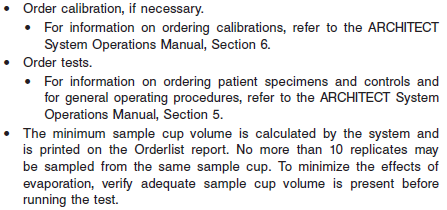 • Order calibration, if necessary.
• For information on ordering calibrations, refer to the ARCHITECT
System Operations Manual, Section 6.
• Order tests.
• For information on ordering patient specimens and controls and
for general operating procedures, refer to the ARCHITECT System
Operations Manual, Section 5.
• The minimum sample cup volume is calculated by the system and
is printed on the Orderlist report. No more than 10 replicates may
be sampled from the same sample cup. To minimize the effects of
evaporation, verify adequate sample cup volume is present before
running the test.